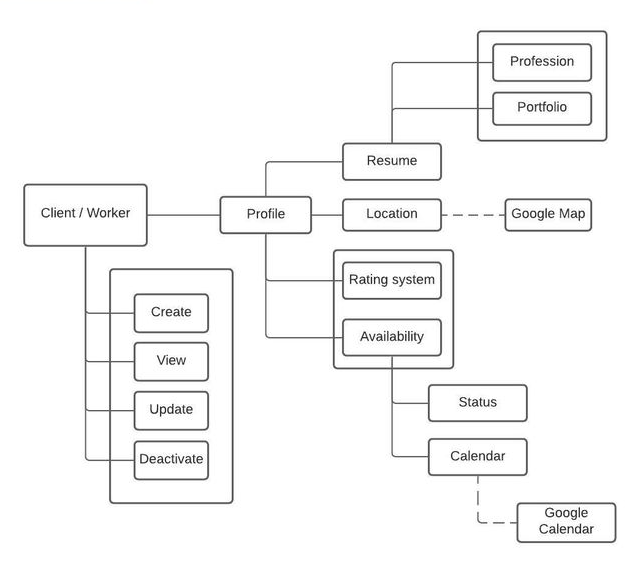 Profession
Portfolio
Resume
Client / Worker
Profile
Location
Google Map
Rating system
Create
Availability
View
Status
Update
Calendar
Deactivate
Google
Calendar